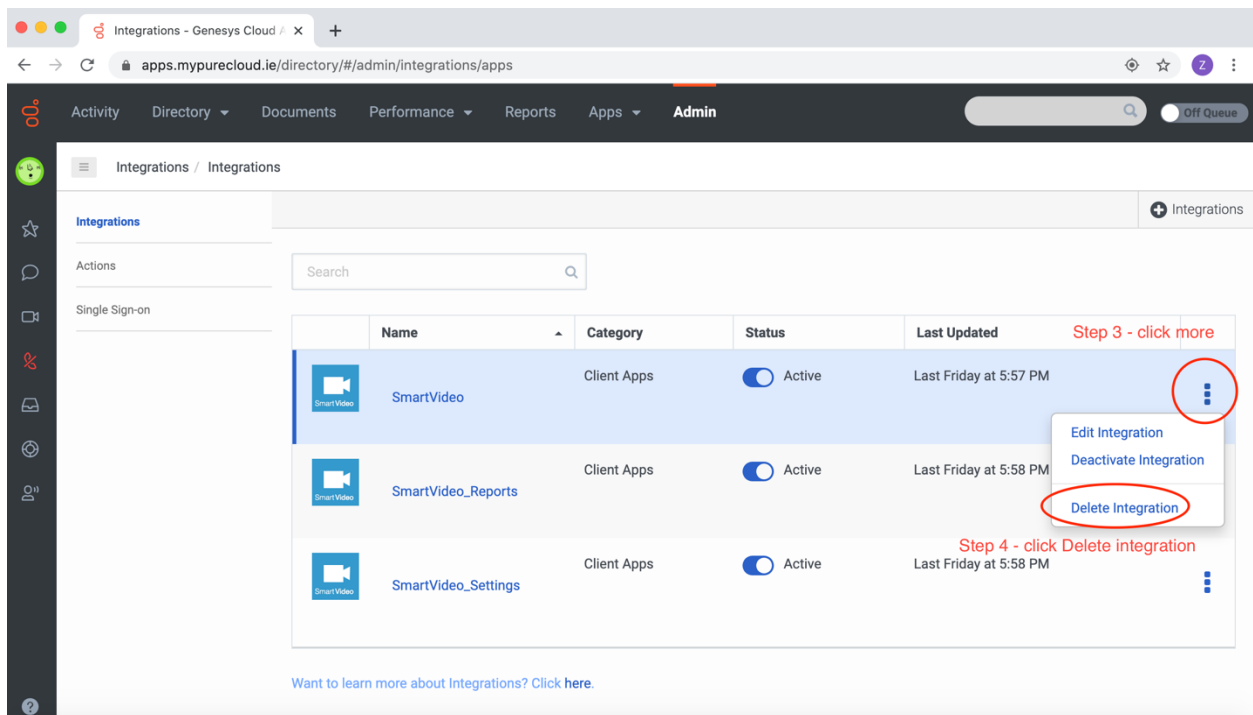 Integrations - Genesys Cloud A
apps.mypurecloud.ie/directory/#/admin/integrations/apps
Z
Activity Directory Documents Performance Reports Apps Admin
Off Queue
Integrations / Integrations
Integrations
Integrations
Actions
Single Sign-on
Search
Name Category Status Last Updated
Step 3 - click more
SmartVideo
SmartVideo
Client Apps
Active
Last Friday at 5:57 PM
Edit Integration
Deactivate Integration
Delete Integration
SmartVideo
SmartVideo_Reports
Client Apps
Active
Last Friday at 5:58 PM
Step 4 - click Delete integration
SmartVideo
SmartVideo_Settings
Client Apps
Active
Last Friday at 5:58 PM
Want to learn more about Integrations? Click here.
?